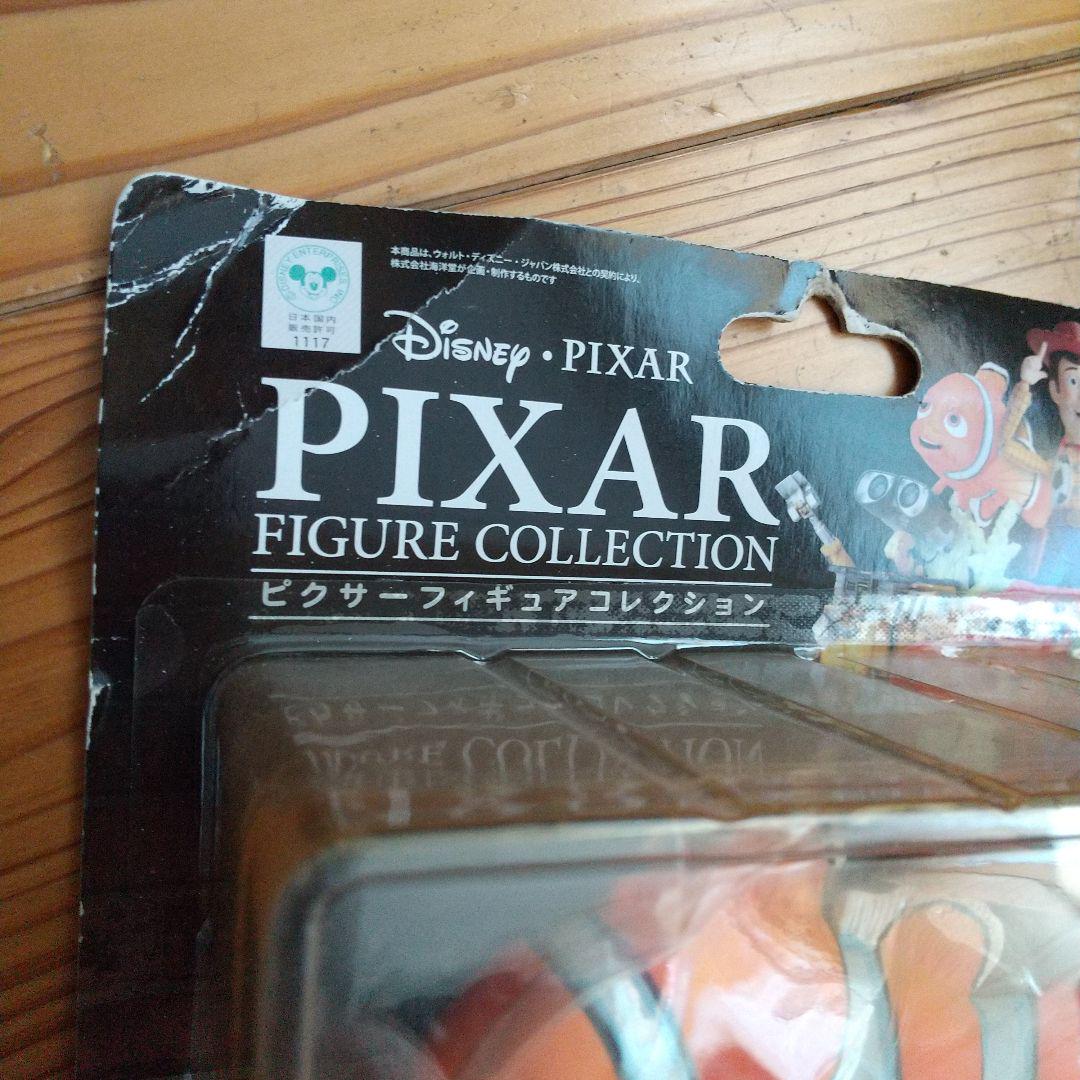 © DISNEY ENTERPRISES, INC.
日本国内
販売許可
1117
本商品は、ウォルト・ディズニー・ジャパン株式会社との契約により、
株式会社海洋堂が企画・制作するものです
DISNEY・PIXAR
PIXAR
FIGURE COLLECTION
ピクサーフィギュアコレクション